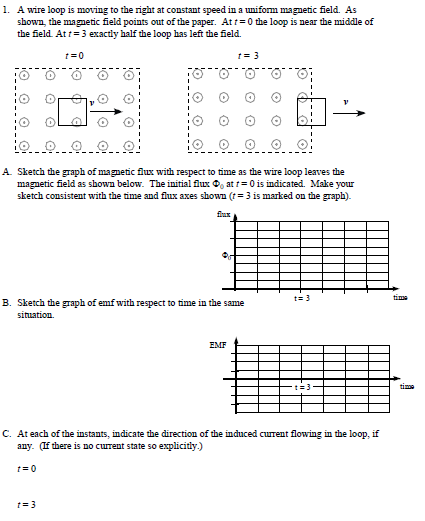 1. A wire loop is moving to the right at constant speed in a uniform magnetic field. As
shown, the magnetic field points out of the paper. At t = 0 the loop is near the middle of
the field. At t = 3 exactly half the loop has left the field.
t = 0
t = 3
v
v
A. Sketch the graph of magnetic flux with respect to time as the wire loop leaves the
magnetic field as shown below. The initial flux Φ₀ at t = 0 is indicated. Make your
sketch consistent with the time and flux axes shown (t = 3 is marked on the graph).
flux
Φ₀
t = 3
time
B. Sketch the graph of emf with respect to time in the same
situation.
EMF
t = 3
time
C. At each of the instants, indicate the direction of the induced current flowing in the loop, if
any. (If there is no current state so explicitly.)
t = 0
t = 3